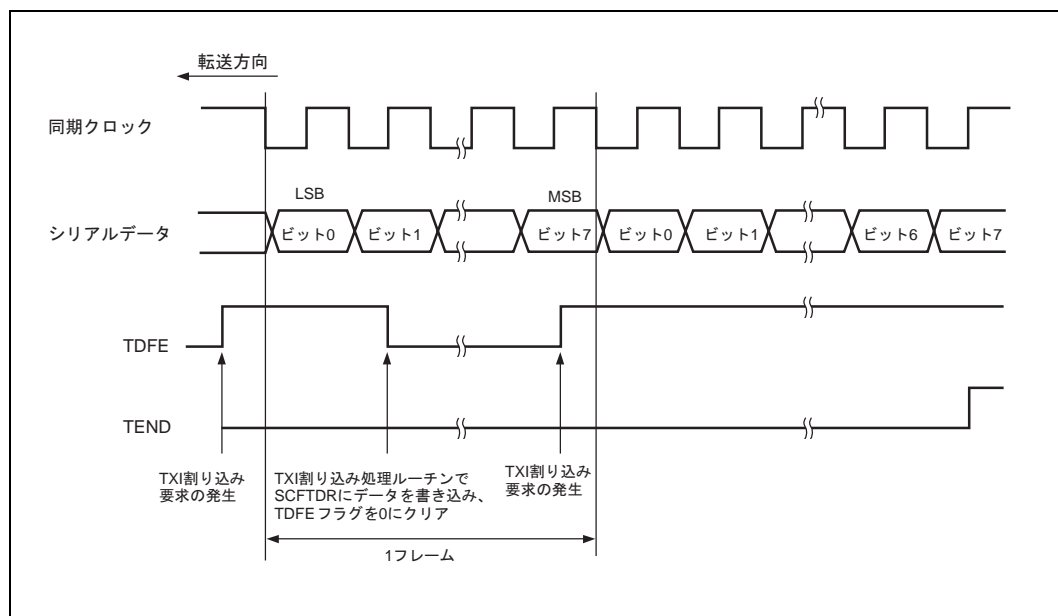 転送方向
同期クロック
LSB
MSB
シリアルデータ
ビット0
ビット1
ビット7
ビット0
ビット1
ビット6
ビット7
TDFE
TEND
TXI割り込み
要求の発生
TXI割り込み処理ルーチンで
SCFTDRにデータを書き込み、
TDFEフラグを0にクリア
TXI割り込み
要求の発生
1フレーム